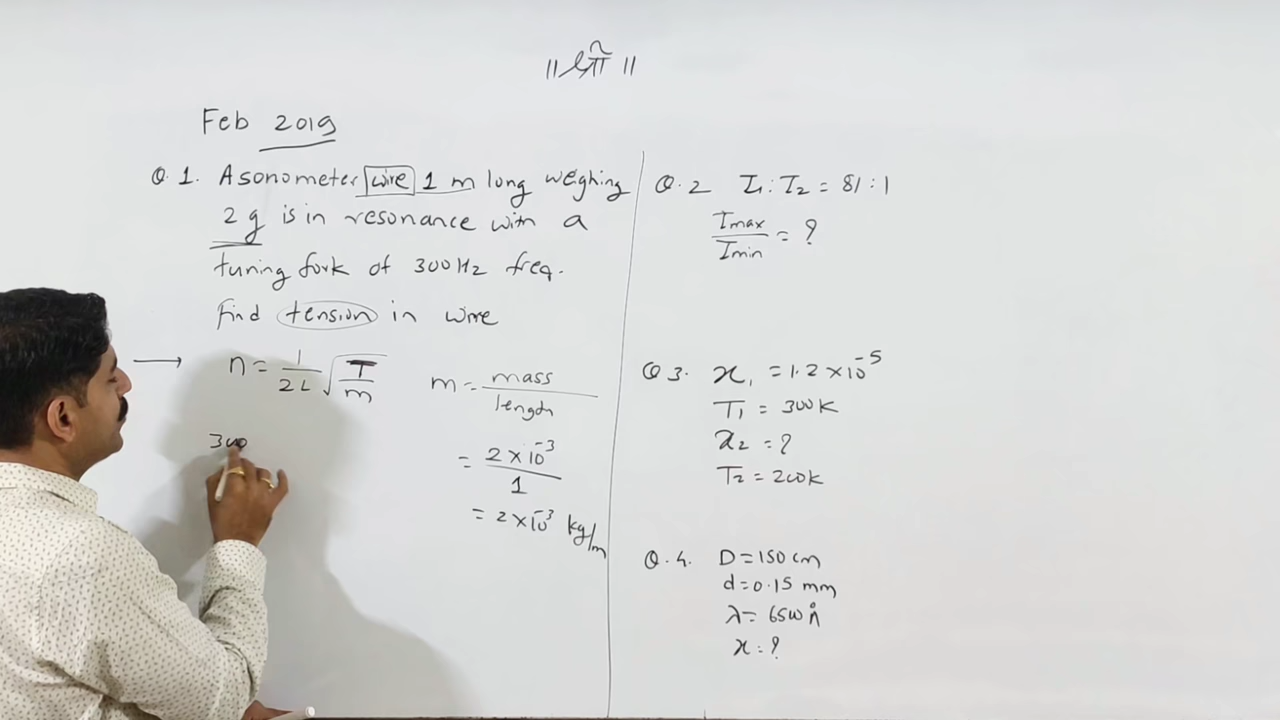 ॥ श्री ॥
Feb 2019
Q. 1. A sonometer wire 1 m long weghing
2 g is in resonance with a
tuning fork of 300 Hz freq.
find tension in wire
n = 1/2L √T/m
m = mass/length
= 2 × 10⁻³/1
= 2 × 10⁻³ kg/m
300
Q. 2 I₁ : I₂ = 81 : 1
Imax/Imin = ?
Q 3. χ₁ = 1.2 × 10⁻⁵
T₁ = 300 K
χ₂ = ?
T₂ = 200 K
Q. 4. D = 150 cm
d = 0.15 mm
λ = 6500 Å
x = ?